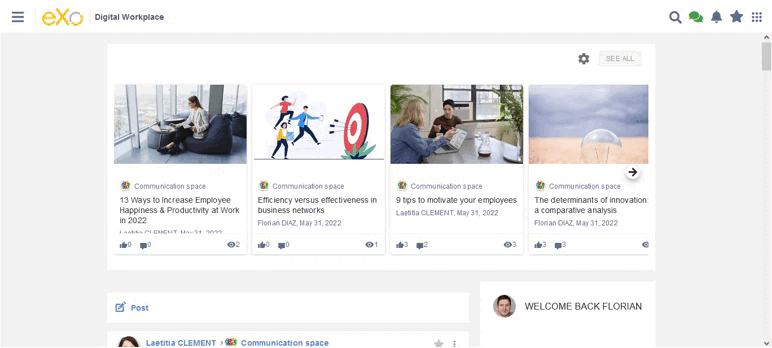 eXo Digital Workplace
SEE ALL
Communication space
13 Ways to Increase Employee
Happiness & Productivity at Work
in 2022
Laetitia CLEMENT, May 31, 2022
0 0 2
Communication space
Efficiency versus effectiveness in
business networks
Florian DIAZ, May 31, 2022
0 0 1
Communication space
9 tips to motivate your employees
Laetitia CLEMENT, May 31, 2022
3 2 3
Communication space
The determinants of innovation:
a comparative analysis
Florian DIAZ, May 31, 2022
3 3
Post
WELCOME BACK FLORIAN
Laetitia CLEMENT > Communication space